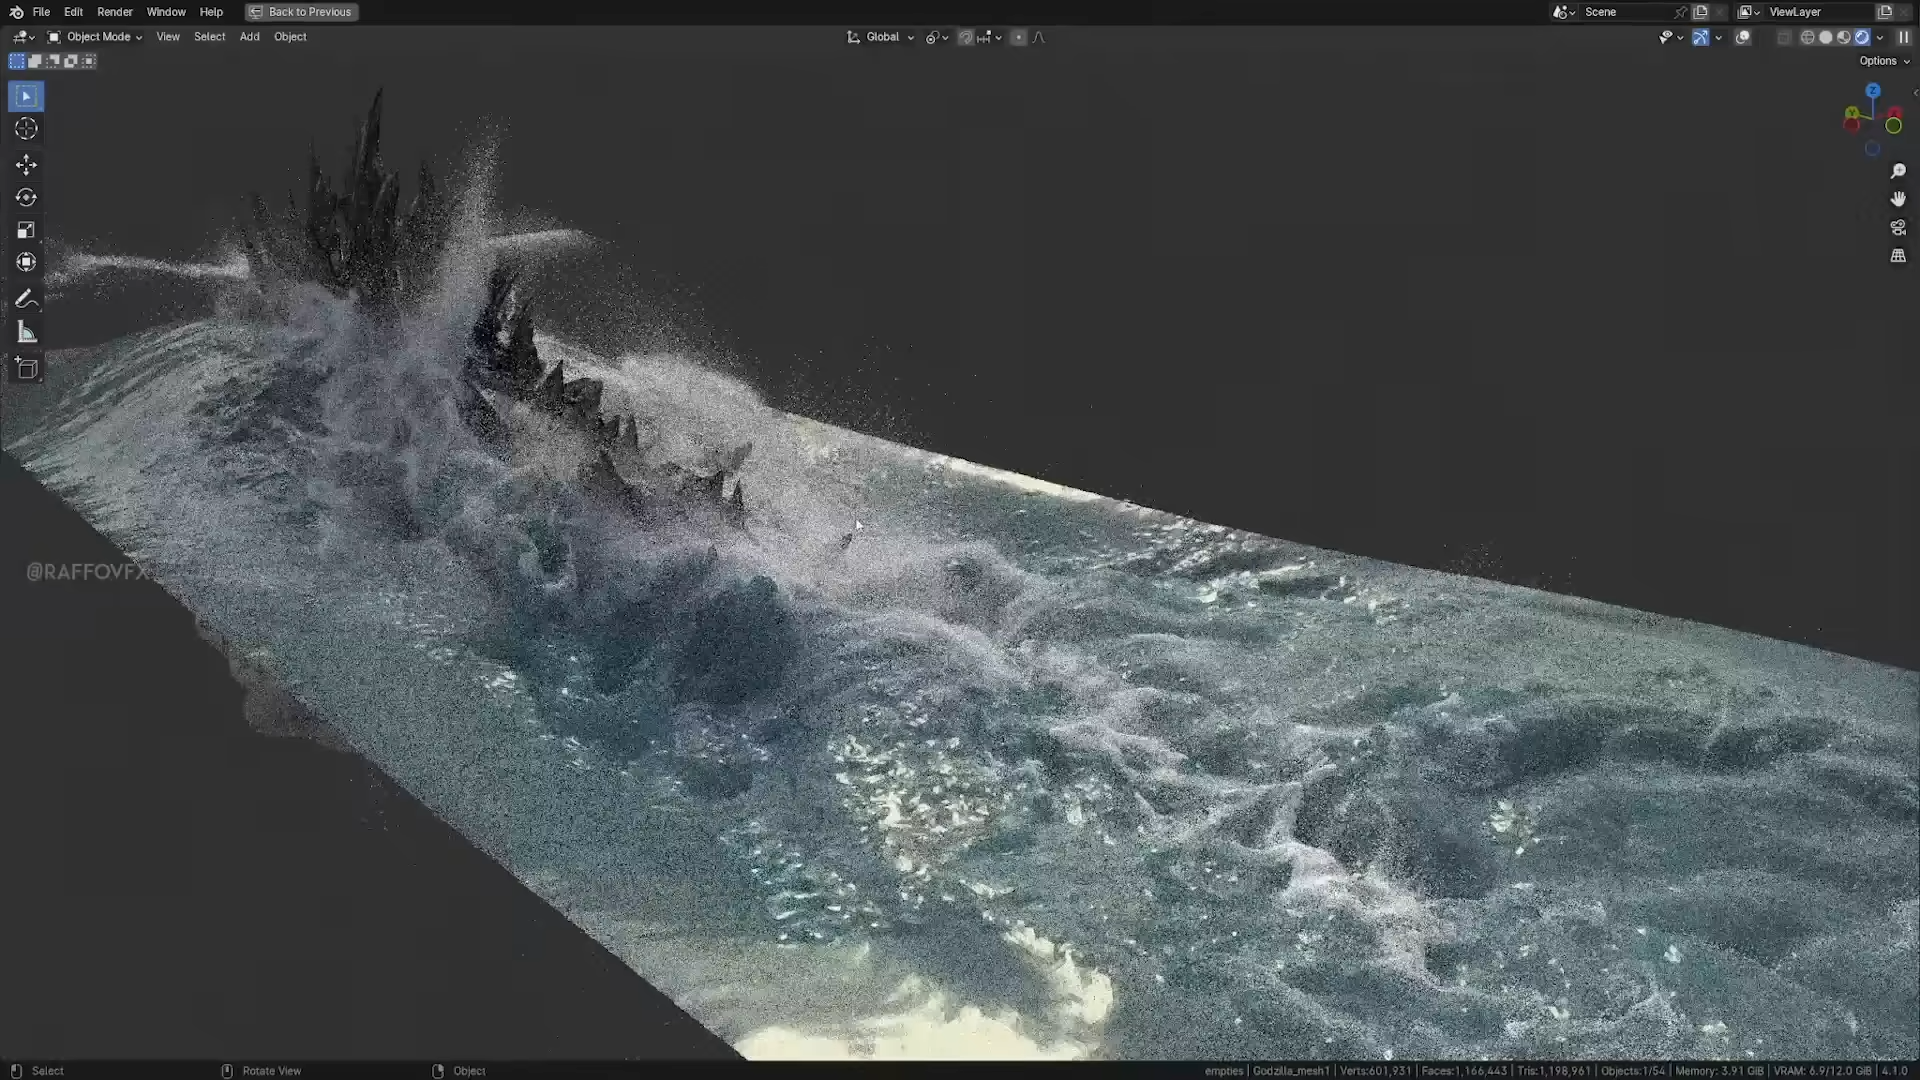 File Edit Render Window Help Back to Previous Scene ViewLayer
Object Mode View Select Add Object Global
Options
Z
Y
@RAFFOVFX
Select Rotate View Object empties | Godzilla_mesh1 | Verts:601,931 | Faces:1,166,443 | Tris:1,198,961 | Objects:1/54 | Memory: 3.91 GiB | VRAM: 6.9/12.0 GiB | 4.1.0